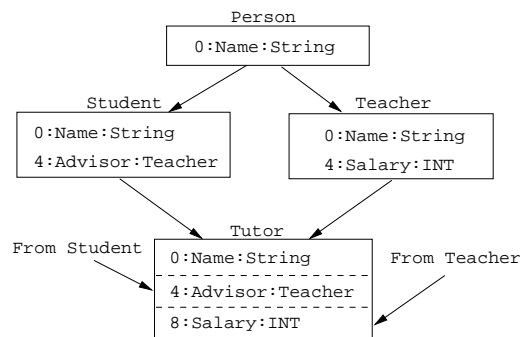 Person
0:Name:String
Student
Teacher
0:Name:String
4:Advisor:Teacher
0:Name:String
4:Salary:INT
Tutor
From Student
0:Name:String
From Teacher
4:Advisor:Teacher
8:Salary:INT